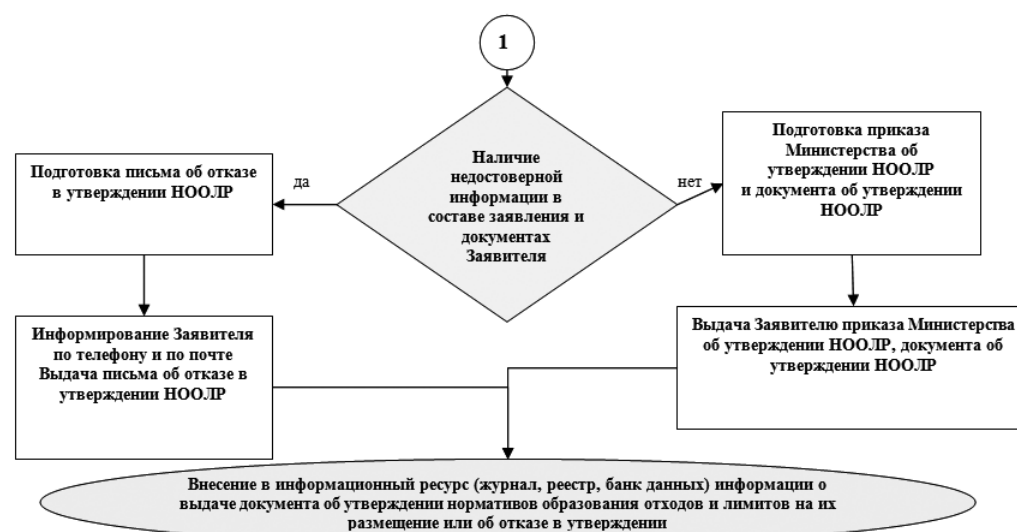 1
Наличие
недостоверной
информации в
составе заявления и
документах
Заявителя
да
нет
Подготовка письма об отказе
в утверждении НООЛР
Подготовка приказа
Министерства об
утверждении НООЛР
и документа об утверждении
НООЛР
Информирование Заявителя
по телефону и по почте
Выдача письма об отказе в
утверждении НООЛР
Выдача Заявителю приказа Министерства
об утверждении НООЛР, документа об
утверждении НООЛР
Внесение в информационный ресурс (журнал, реестр, банк данных) информации о
выдаче документа об утверждении нормативов образования отходов и лимитов на их
размещение или об отказе в утверждении